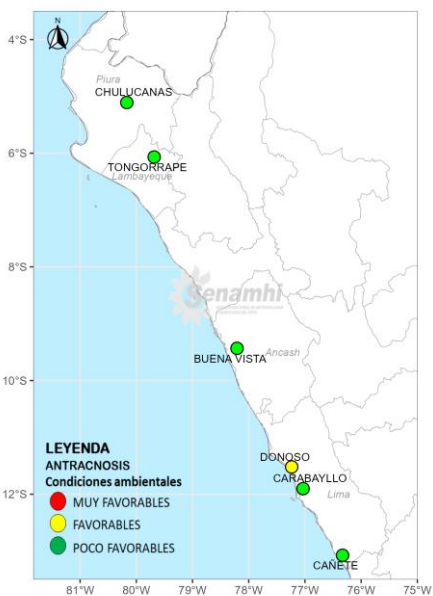 4°S
N
Piura
CHULUCANAS
6°S
TONGORRAPE
Lambayeque
8°S
Senamhi
BUENA VISTA
Ancash
10°S
LEYENDA
ANTRACNOSIS
Condiciones ambientales
MUY FAVORABLES
FAVORABLES
POCO FAVORABLES
DONOSO
CARABAYLLO
Lima
12°S
CAÑETE
81°W 80°W 79°W 78°W 77°W 76°W 75°W